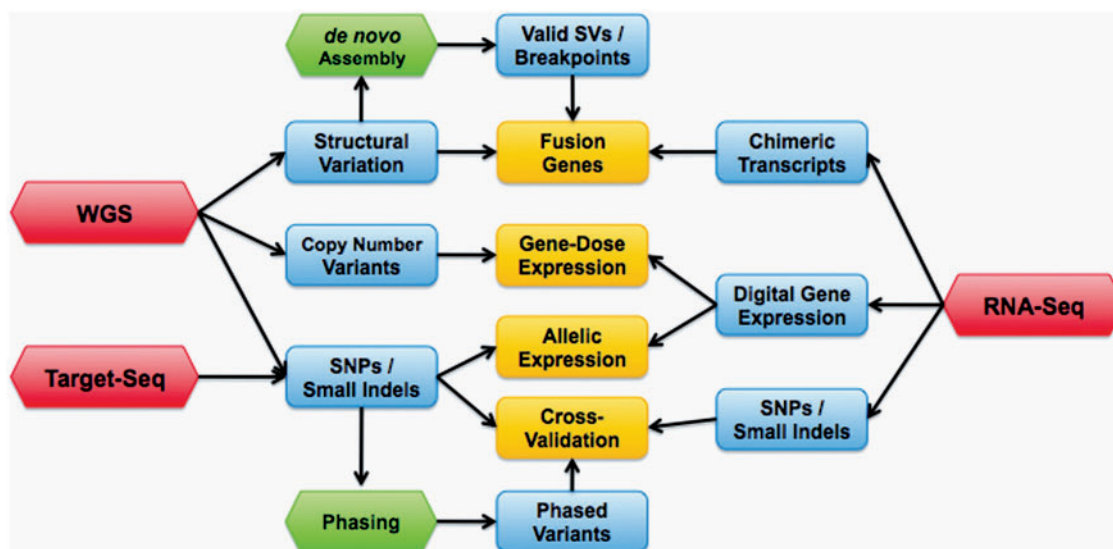 de novo
Assembly
Valid SVs /
Breakpoints
Structural
Variation
Fusion
Genes
Chimeric
Transcripts
WGS
Copy Number
Variants
Gene-Dose
Expression
Digital Gene
Expression
RNA-Seq
Allelic
Expression
Target-Seq
SNPs /
Small Indels
Cross-
Validation
SNPs /
Small Indels
Phasing
Phased
Variants